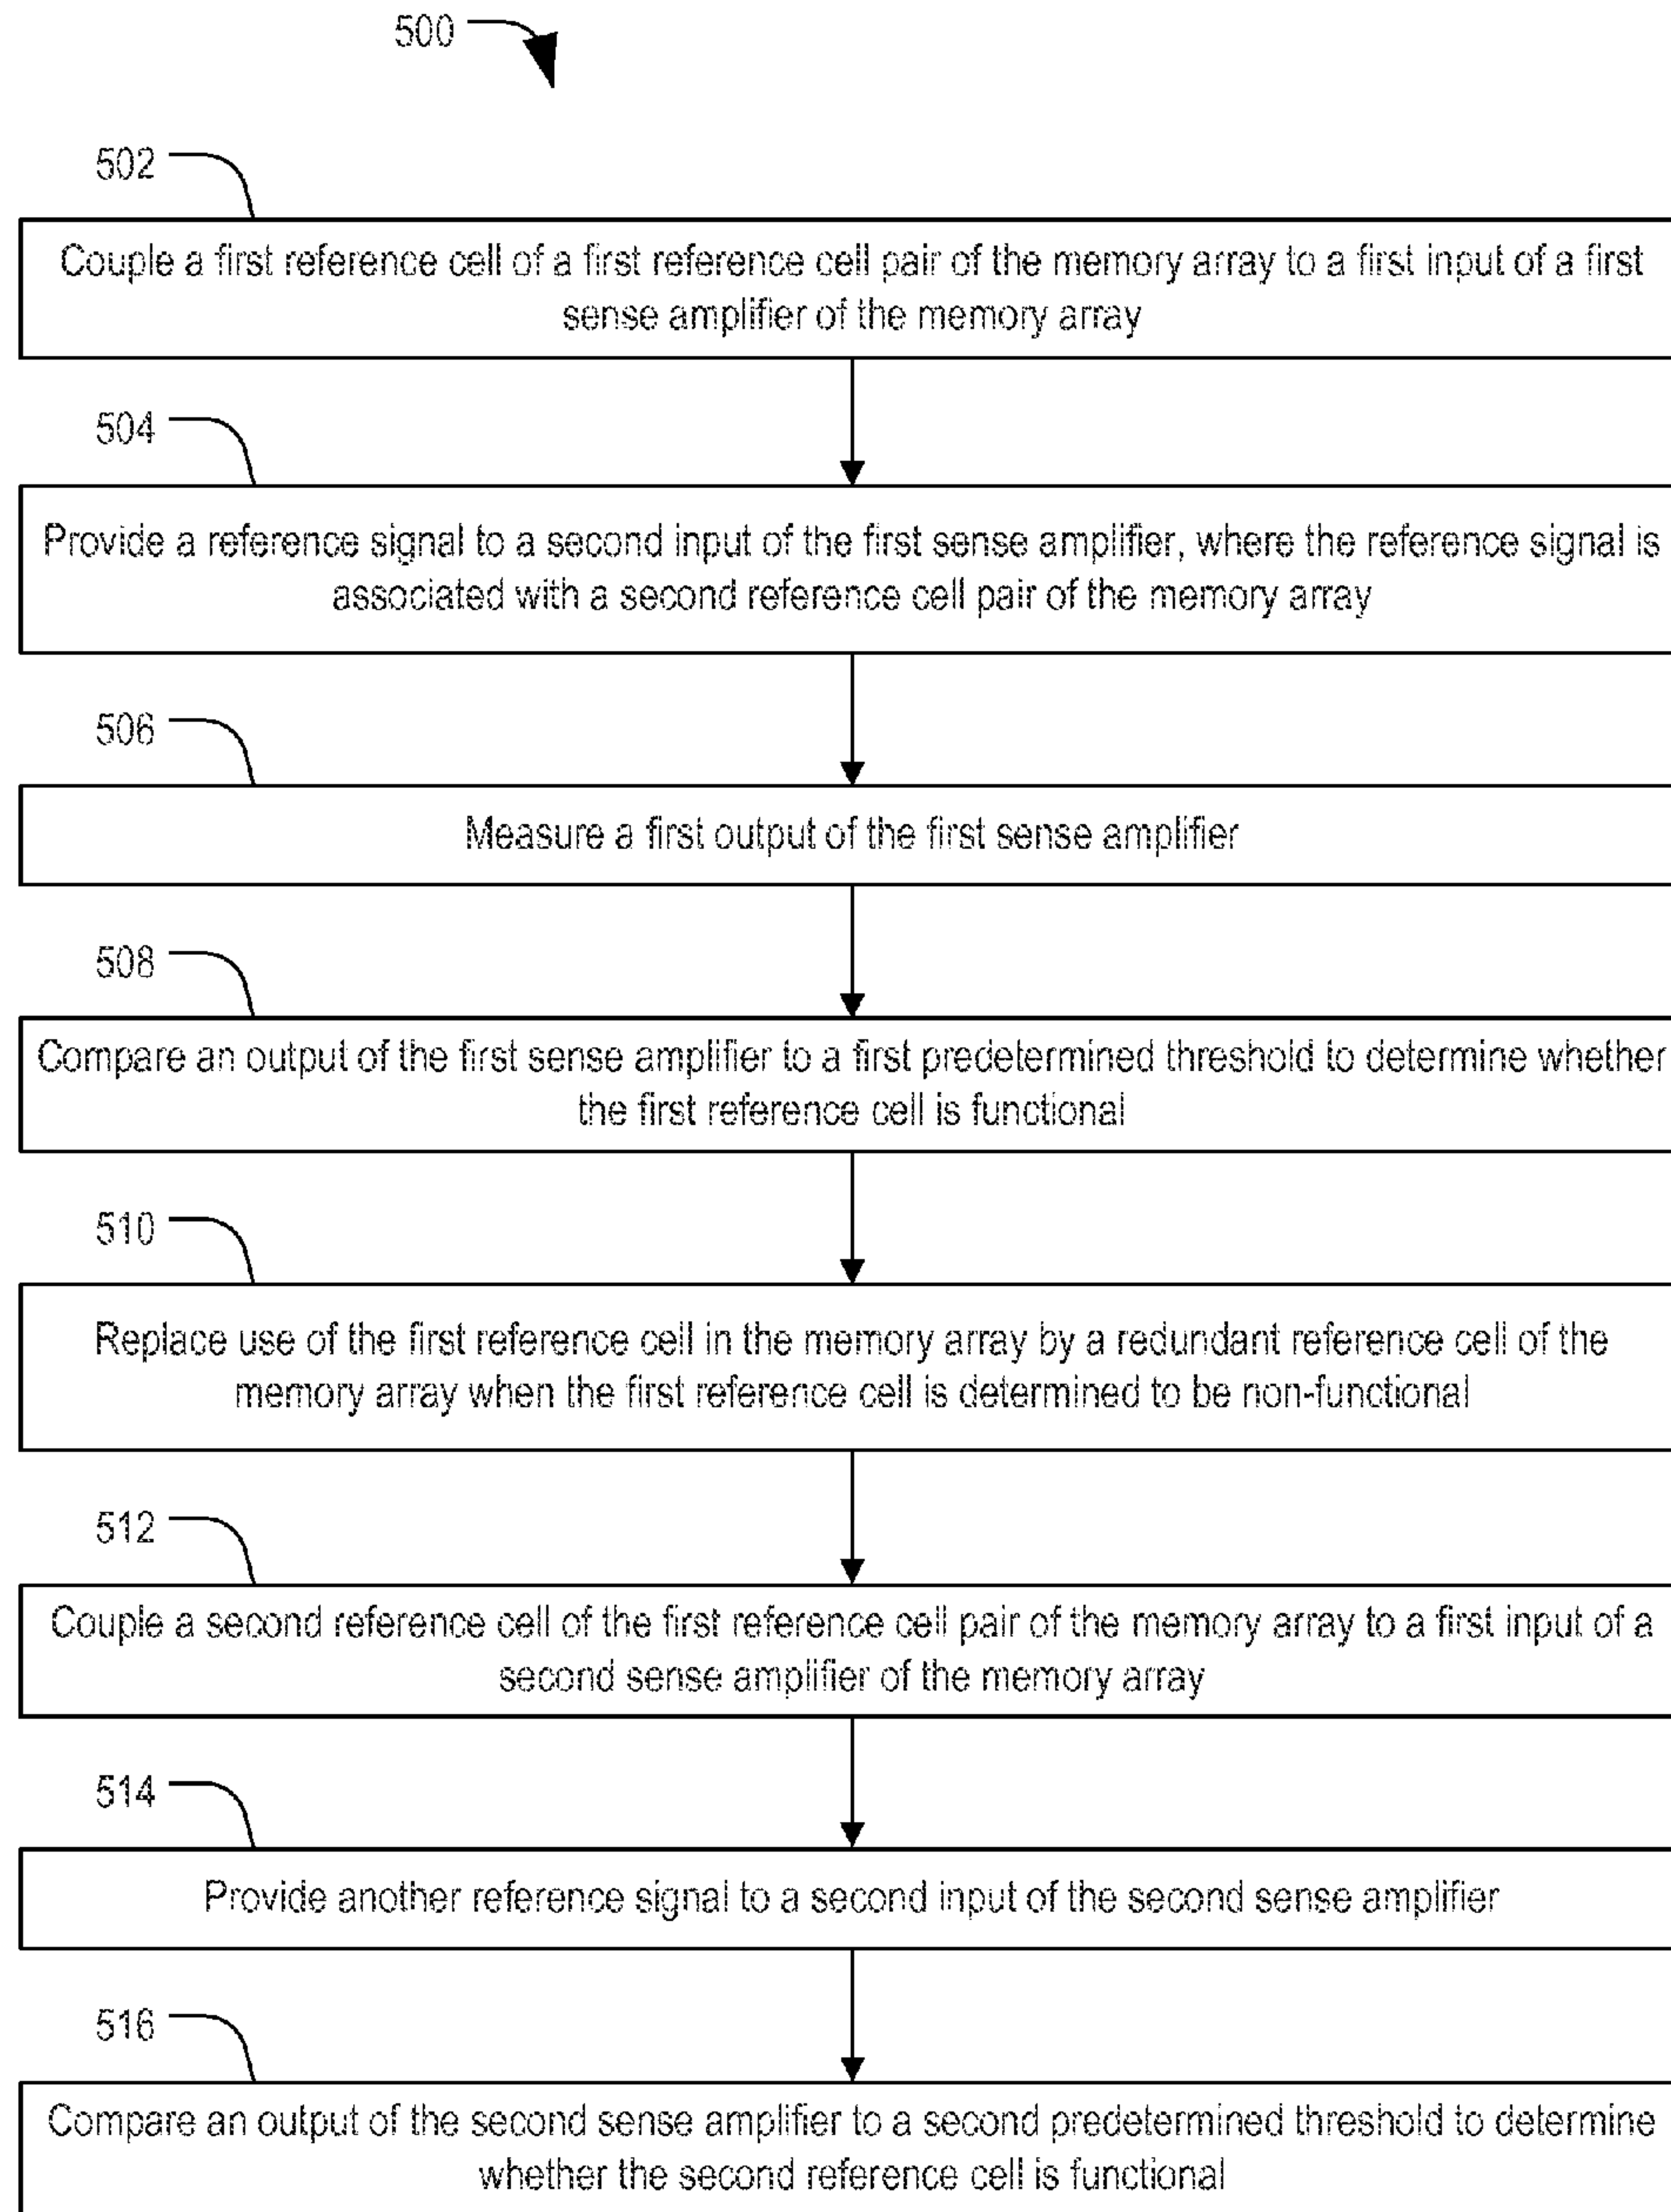 500
502
Couple a first reference cell of a first reference cell pair of the memory array to a first input of a first
sense amplifier of the memory array
504
Provide a reference signal to a second input of the first sense amplifier, where the reference signal is
associated with a second reference cell pair of the memory array
506
Measure a first output of the first sense amplifier
508
Compare an output of the first sense amplifier to a first predetermined threshold to determine whether
the first reference cell is functional
510
Replace use of the first reference cell in the memory array by a redundant reference cell of the
memory array when the first reference cell is determined to be non-functional
512
Couple a second reference cell of the first reference cell pair of the memory array to a first input of a
second sense amplifier of the memory array
514
Provide another reference signal to a second input of the second sense amplifier
516
Compare an output of the second sense amplifier to a second predetermined threshold to determine
whether the second reference cell is functional